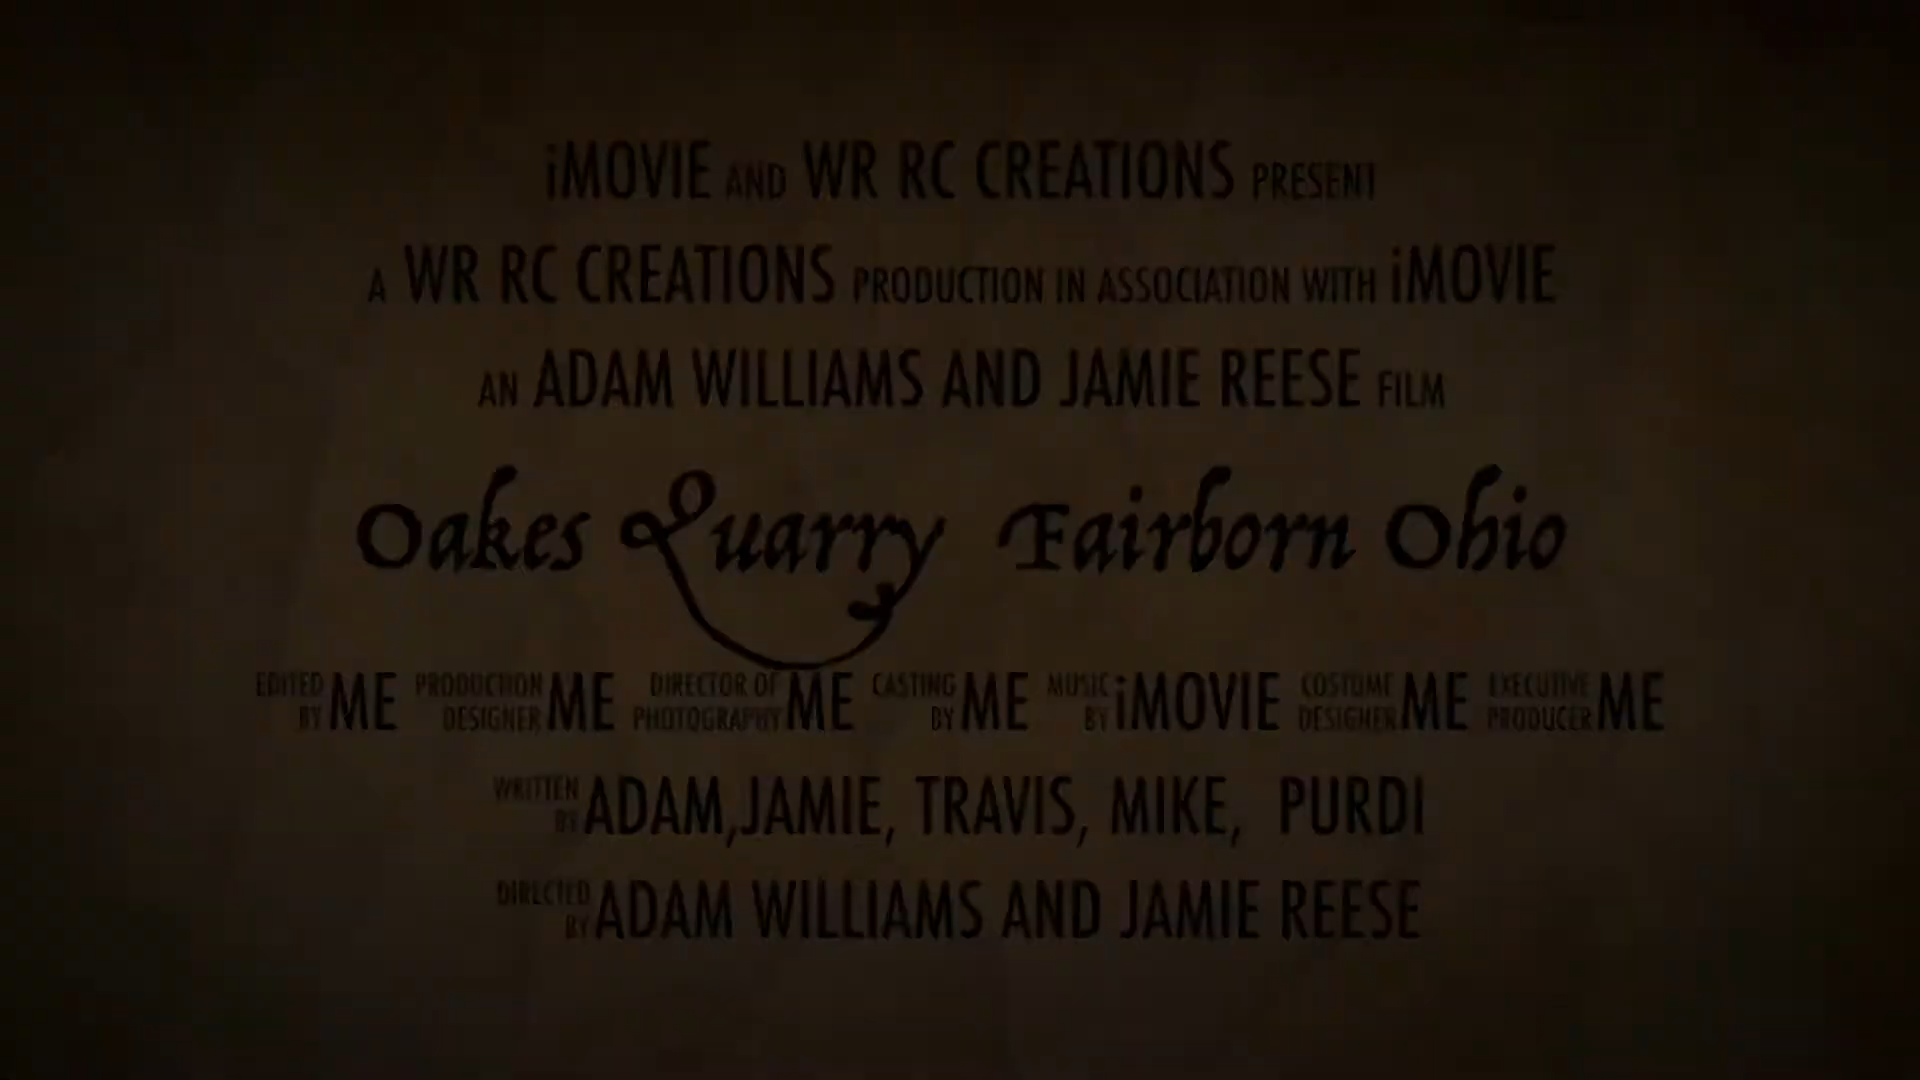 iMOVIE AND WR RC CREATIONS PRESENT
A WR RC CREATIONS PRODUCTION IN ASSOCIATION WITH iMOVIE
AN ADAM WILLIAMS AND JAMIE REESE FILM
Oakes Quarry Fairborn Ohio
EDITED BY ME PRODUCTION DESIGNER ME DIRECTOR OF PHOTOGRAPHY ME CASTING BY ME MUSIC BY iMOVIE COSTUME DESIGNER ME EXECUTIVE PRODUCER ME
WRITTEN BY ADAM,JAMIE, TRAVIS, MIKE, PURDI
DIRECTED BY ADAM WILLIAMS AND JAMIE REESE